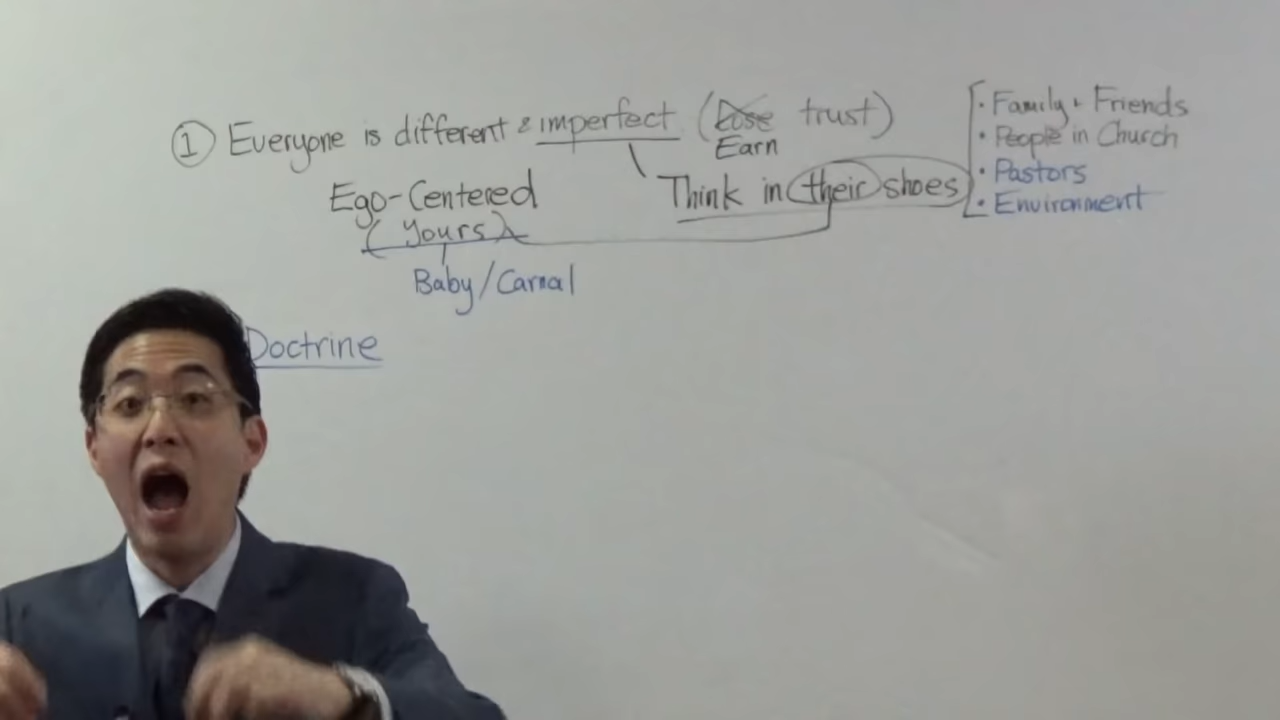 ① Everyone is different & imperfect (Lose trust)
Earn
Ego-Centered
(Yours)
Baby/Carnal
Think in their shoes
· Family & Friends
· People in Church
· Pastors
· Environment
Doctrine